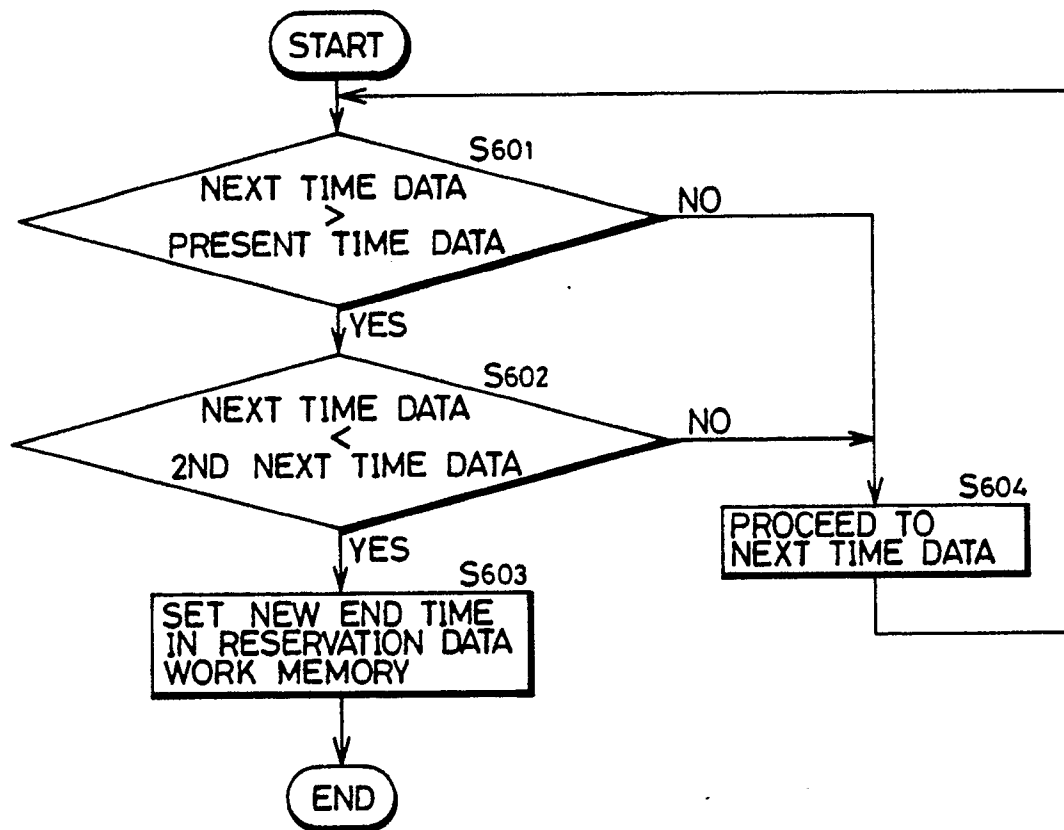 START
S601
NEXT TIME DATA
>
PRESENT TIME DATA
NO
YES
S602
NEXT TIME DATA
<
2ND NEXT TIME DATA
NO
YES
S604
PROCEED TO
NEXT TIME DATA
S603
SET NEW END TIME
IN RESERVATION DATA
WORK MEMORY
END